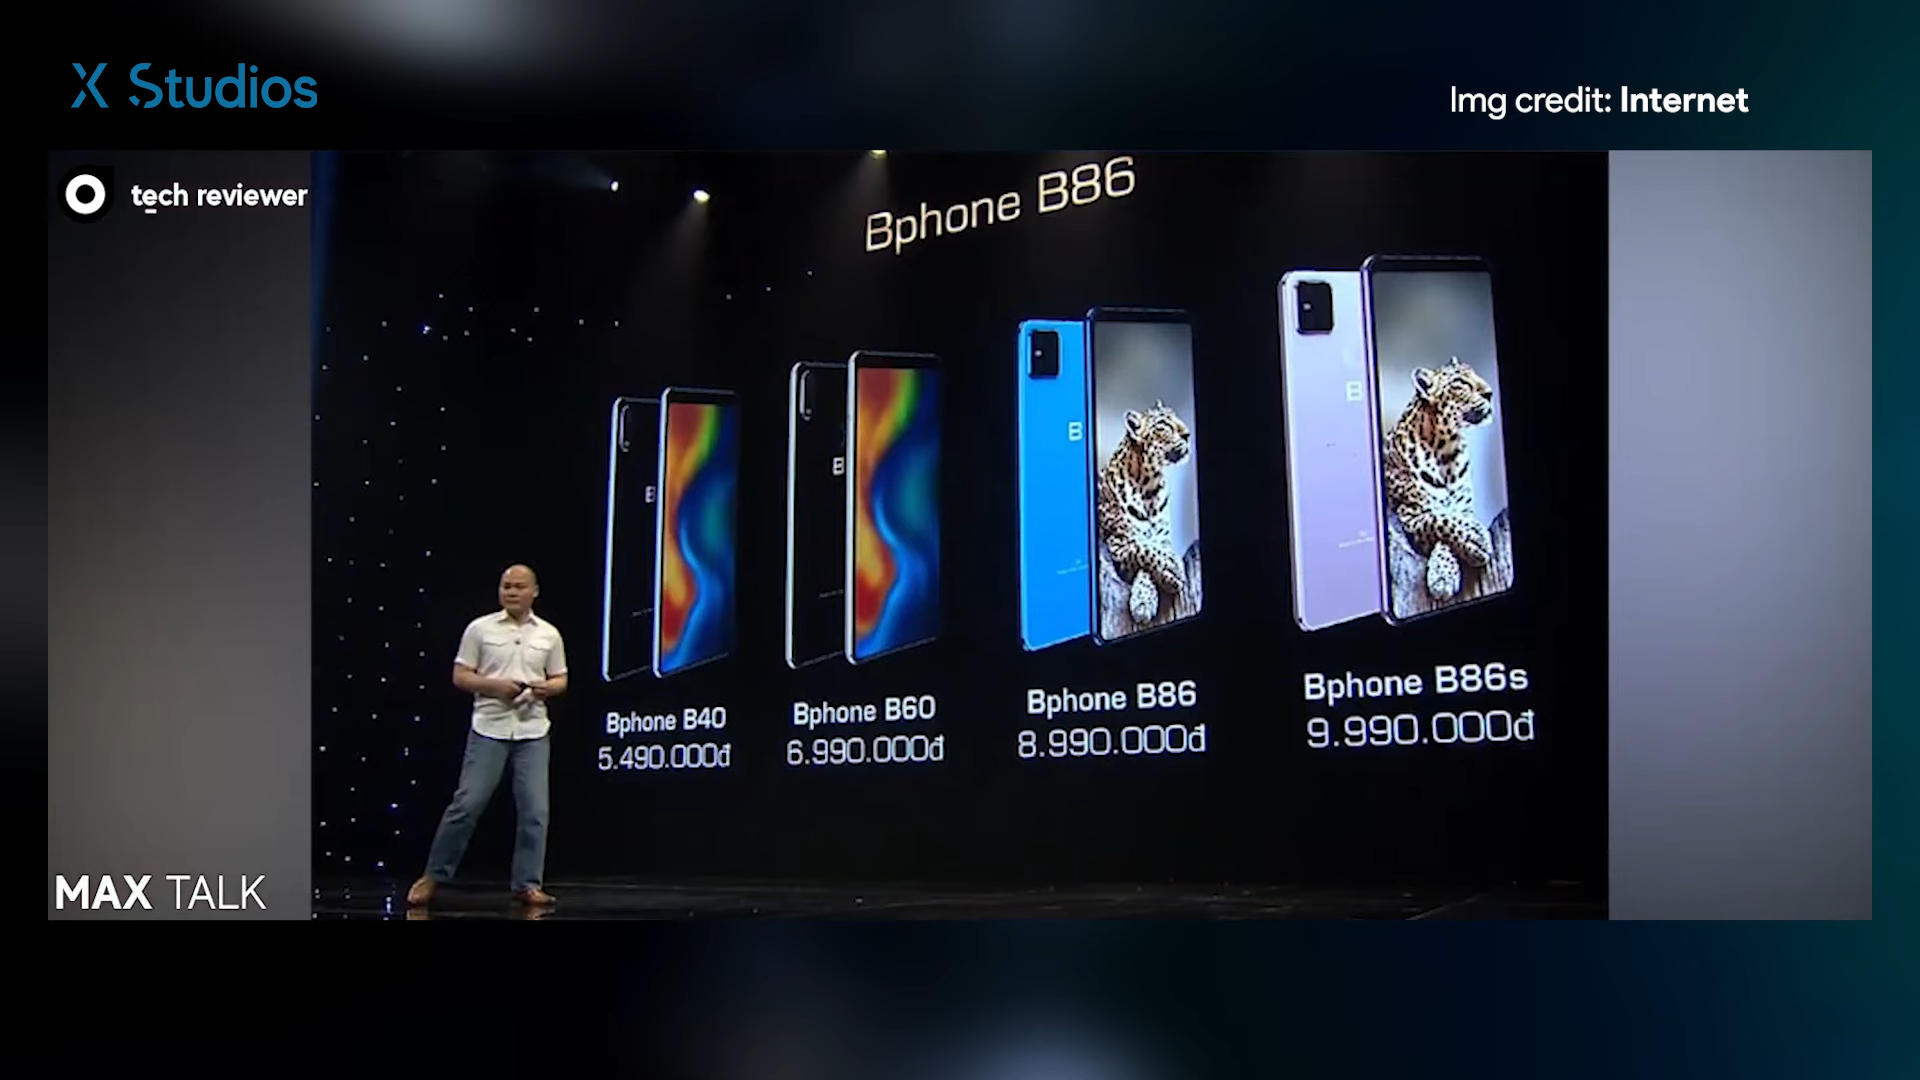 X Studios
Img credit: Internet
tech reviewer
Bphone B86
B
B
B
B
Bphone B40
5.490.000đ
Bphone B60
6.990.000đ
Bphone B86
8.990.000đ
Bphone B86s
9.990.000đ
MAX TALK